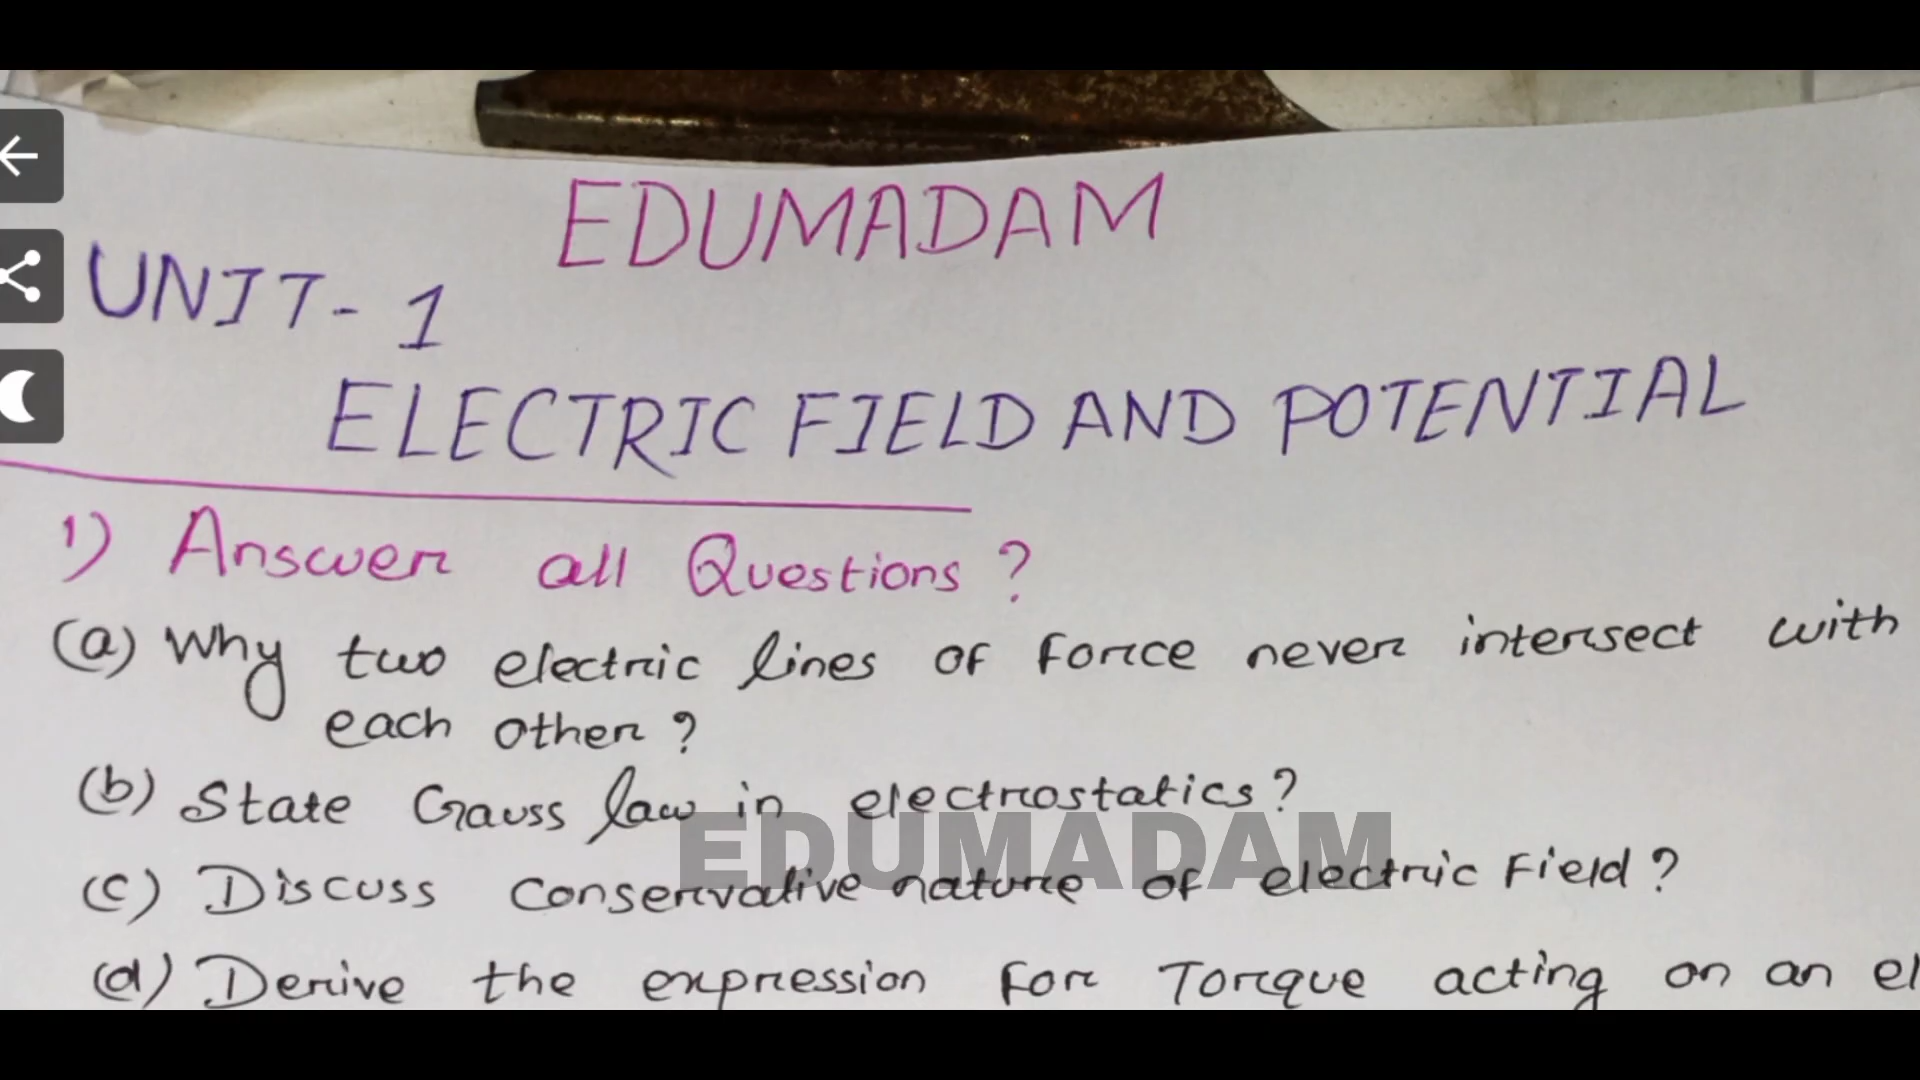 EDUMADAM
UNIT-1
ELECTRIC FIELD AND POTENTIAL
1) Answer all Questions?
(a) Why two electric lines of force never intersect with
each other?
(b) State Gauss law in electrostatics?
EDUMADAM
(c) Discuss conservative nature of electric field?
(d) Derive the expression for Torque acting on an el